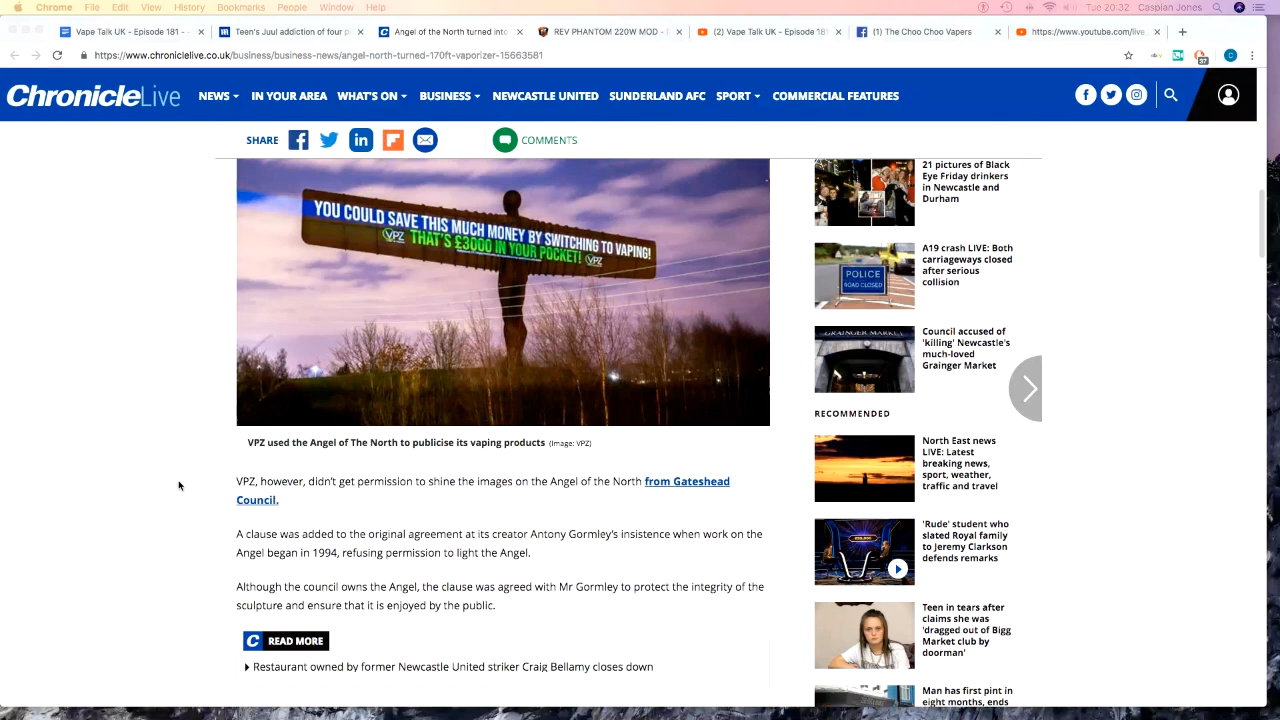 Chrome File Edit View History Bookmarks People Window Help
Tue 20:32 Caspian Jones
Vape Talk UK - Episode 181 -
Teen's Juul addiction of four p
Angel of the North turned into
REV PHANTOM 220W MOD -
(2) Vape Talk UK - Episode 181
(1) The Choo Choo Vapers
https://www.youtube.com/live
https://www.chroniclelive.co.uk/business/business-news/angel-north-turned-170ft-vaporizer-15663581
37
C
ChronicleLive
NEWS IN YOUR AREA WHAT'S ON BUSINESS NEWCASTLE UNITED SUNDERLAND AFC SPORT COMMERCIAL FEATURES
SHARE
COMMENTS
YOU COULD SAVE THIS MUCH MONEY BY SWITCHING TO VAPING!
VPZ THAT'S £3000 IN YOUR POCKET! VPZ
VPZ used the Angel of The North to publicise its vaping products (Image: VPZ)
VPZ, however, didn't get permission to shine the images on the Angel of the North from Gateshead
Council.
A clause was added to the original agreement at its creator Antony Gormley's insistence when work on the
Angel began in 1994, refusing permission to light the Angel.
Although the council owns the Angel, the clause was agreed with Mr Gormley to protect the integrity of the
sculpture and ensure that it is enjoyed by the public.
C READ MORE
Restaurant owned by former Newcastle United striker Craig Bellamy closes down
21 pictures of Black
Eye Friday drinkers
in Newcastle and
Durham
POLICE
ROAD CLOSED
A19 crash LIVE: Both
carriageways closed
after serious
collision
GRAINGER MARKET
Council accused of
'killing' Newcastle's
much-loved
Grainger Market
RECOMMENDED
North East news
LIVE: Latest
breaking news,
sport, weather,
traffic and travel
'Rude' student who
slated Royal family
to Jeremy Clarkson
defends remarks
Teen in tears after
claims she was
'dragged out of Bigg
Market club by
doorman'
Man has first pint in
eight months, ends